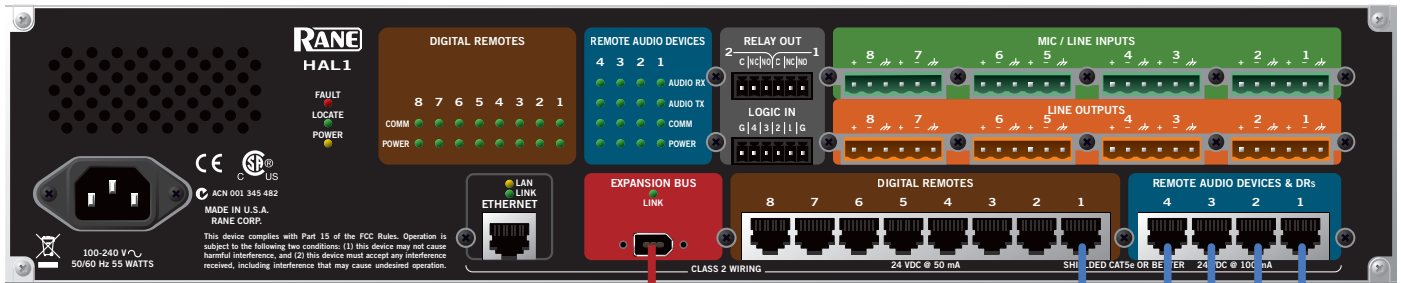 RANE
HAL1
FAULT
LOCATE
POWER
DIGITAL REMOTES
8 7 6 5 4 3 2 1
COMM
POWER
REMOTE AUDIO DEVICES
4 3 2 1
AUDIO RX
AUDIO TX
COMM
POWER
RELAY OUT
2 1
C NC NO C NC NO
LOGIC IN
G 4 3 2 1 G
MIC / LINE INPUTS
8 7 6 5 4 3 2 1
+ - + - + - + - + - + - + - + -
LINE OUTPUTS
8 7 6 5 4 3 2 1
+ - + - + - + - + - + - + - + -
CE
C SA ® US
ACN 001 345 482
MADE IN U.S.A.
RANE CORP.
100-240 V
50/60 Hz 55 WATTS
This device complies with Part 15 of the FCC Rules. Operation is
subject to the following two conditions: (1) this device may not cause
harmful interference, and (2) this device must accept any interference
received, including interference that may cause undesired operation.
LAN
LINK
ETHERNET
EXPANSION BUS
LINK
DIGITAL REMOTES
8 7 6 5 4 3 2 1
REMOTE AUDIO DEVICES & DRs
4 3 2 1
CLASS 2 WIRING
24 VDC @ 50 mA
SHIELDED CAT5e OR BETTER
24 VDC @ 100 mA